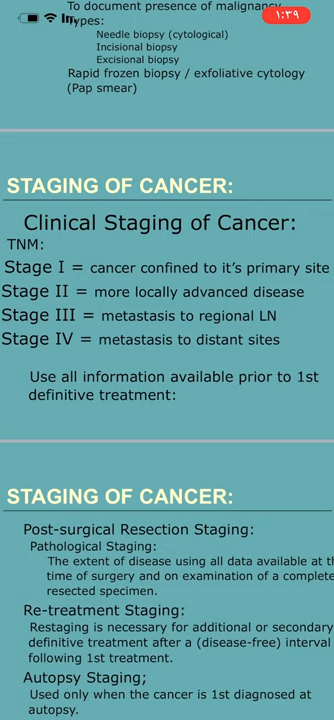 To document presence of malignancy
Types:
١:٣٩
Needle biopsy (cytological)
Incisional biopsy
Excisional biopsy
Rapid frozen biopsy / exfoliative cytology
(Pap smear)
STAGING OF CANCER:
Clinical Staging of Cancer:
TNM:
Stage I = cancer confined to it's primary site
Stage II = more locally advanced disease
Stage III = metastasis to regional LN
Stage IV = metastasis to distant sites
Use all information available prior to 1st
definitive treatment:
STAGING OF CANCER:
Post-surgical Resection Staging:
Pathological Staging:
The extent of disease using all data available at th
time of surgery and on examination of a complete
resected specimen.
Re-treatment Staging:
Restaging is necessary for additional or secondary
definitive treatment after a (disease-free) interval
following 1st treatment.
Autopsy Staging;
Used only when the cancer is 1st diagnosed at
autopsy.